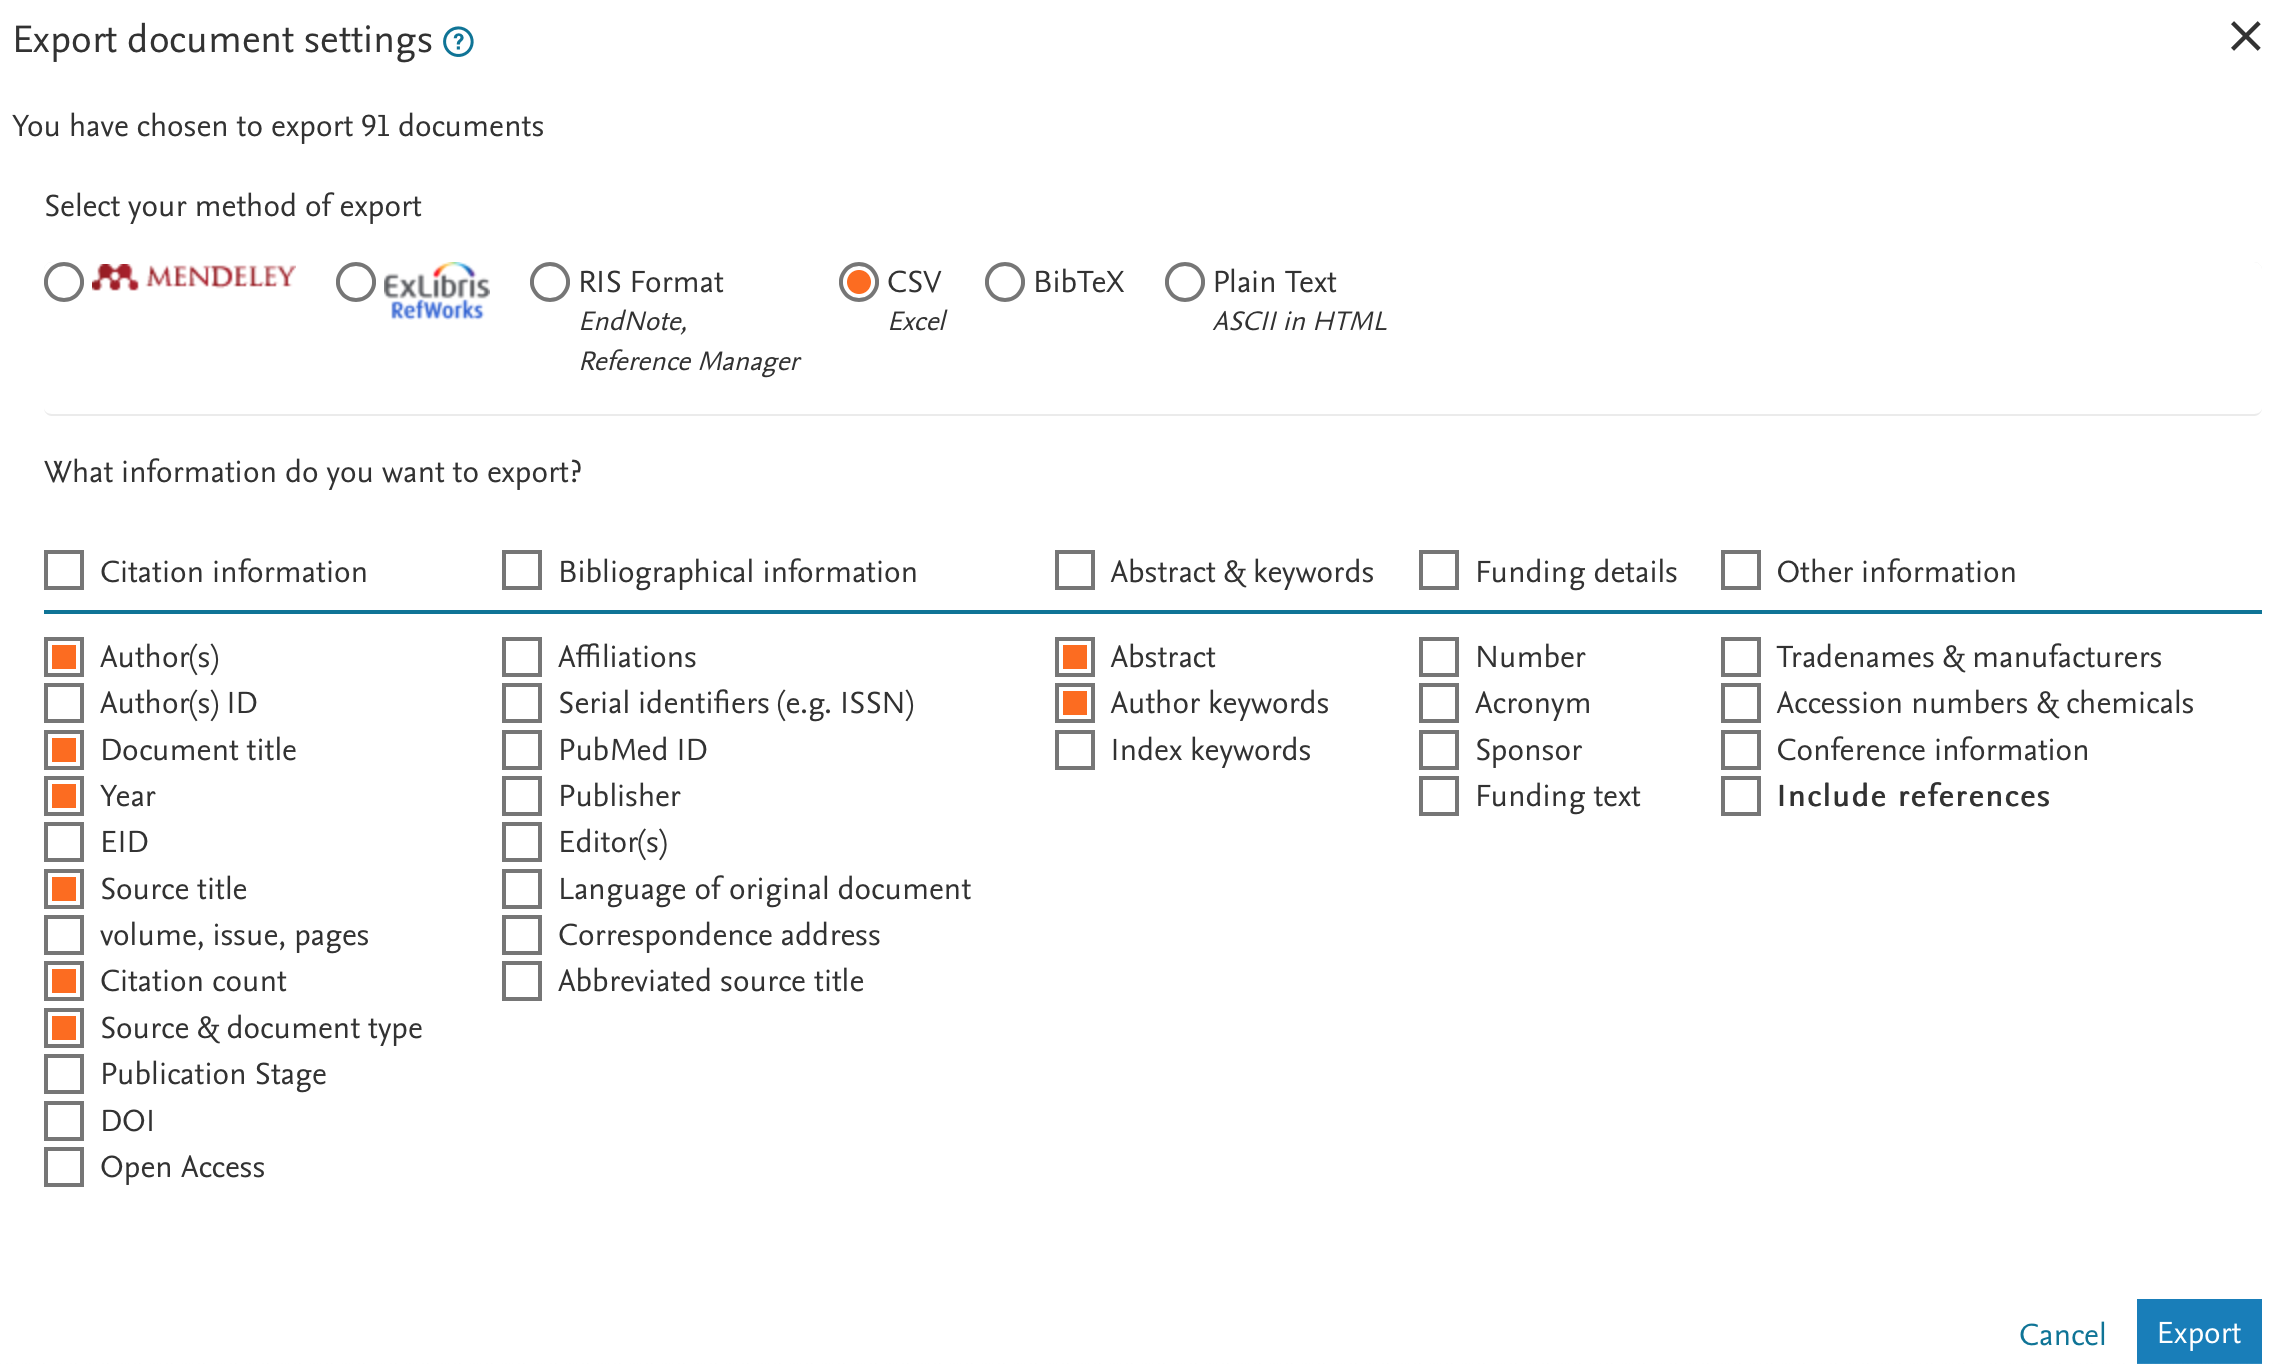 Export document settings ?
You have chosen to export 91 documents
Select your method of export
MENDELEY
ExLibris
RefWorks
RIS Format
EndNote,
Reference Manager
CSV
Excel
BibTeX
Plain Text
ASCII in HTML
What information do you want to export?
Citation information
Author(s)
Author(s) ID
Document title
Year
EID
Source title
volume, issue, pages
Citation count
Source & document type
Publication Stage
DOI
Open Access
Bibliographical information
Affiliations
Serial identifiers (e.g. ISSN)
PubMed ID
Publisher
Editor(s)
Language of original document
Correspondence address
Abbreviated source title
Abstract & keywords
Abstract
Author keywords
Index keywords
Funding details
Number
Acronym
Sponsor
Funding text
Other information
Tradenames & manufacturers
Accession numbers & chemicals
Conference information
Include references
Cancel
Export